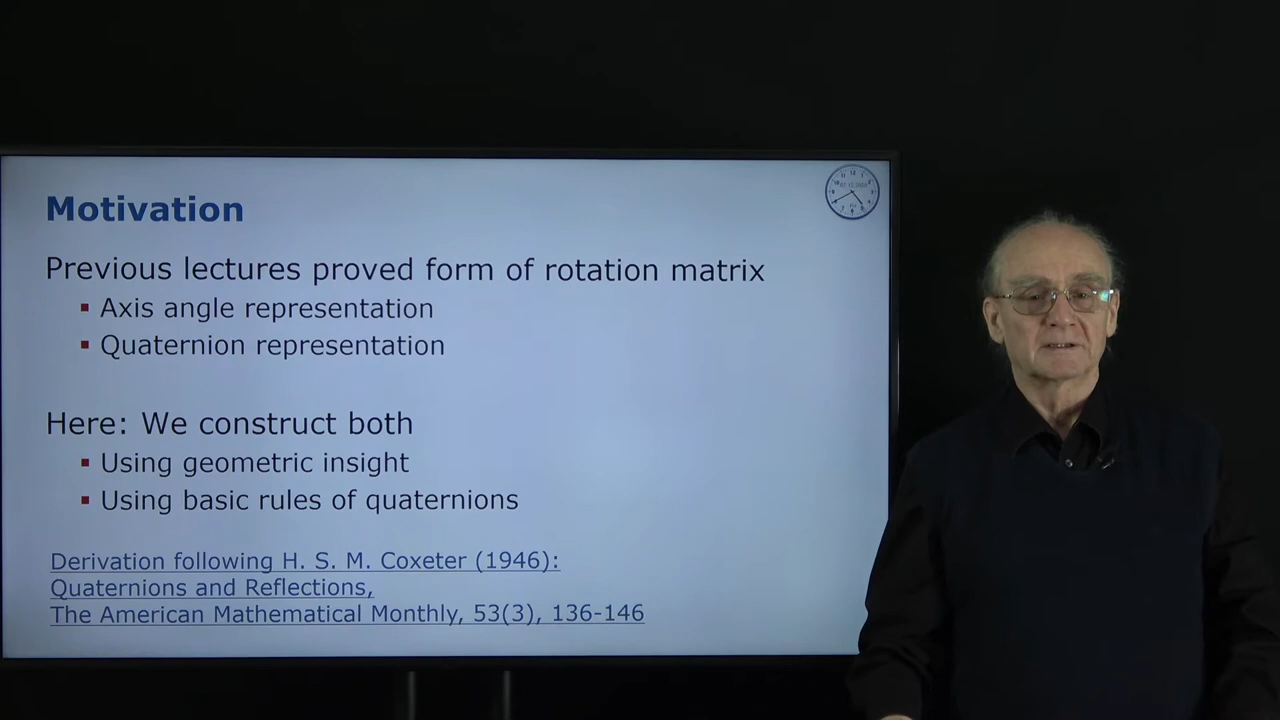 Motivation
Previous lectures proved form of rotation matrix
▪ Axis angle representation
▪ Quaternion representation
Here: We construct both
▪ Using geometric insight
▪ Using basic rules of quaternions
Derivation following H. S. M. Coxeter (1946):
Quaternions and Reflections,
The American Mathematical Monthly, 53(3), 136-146